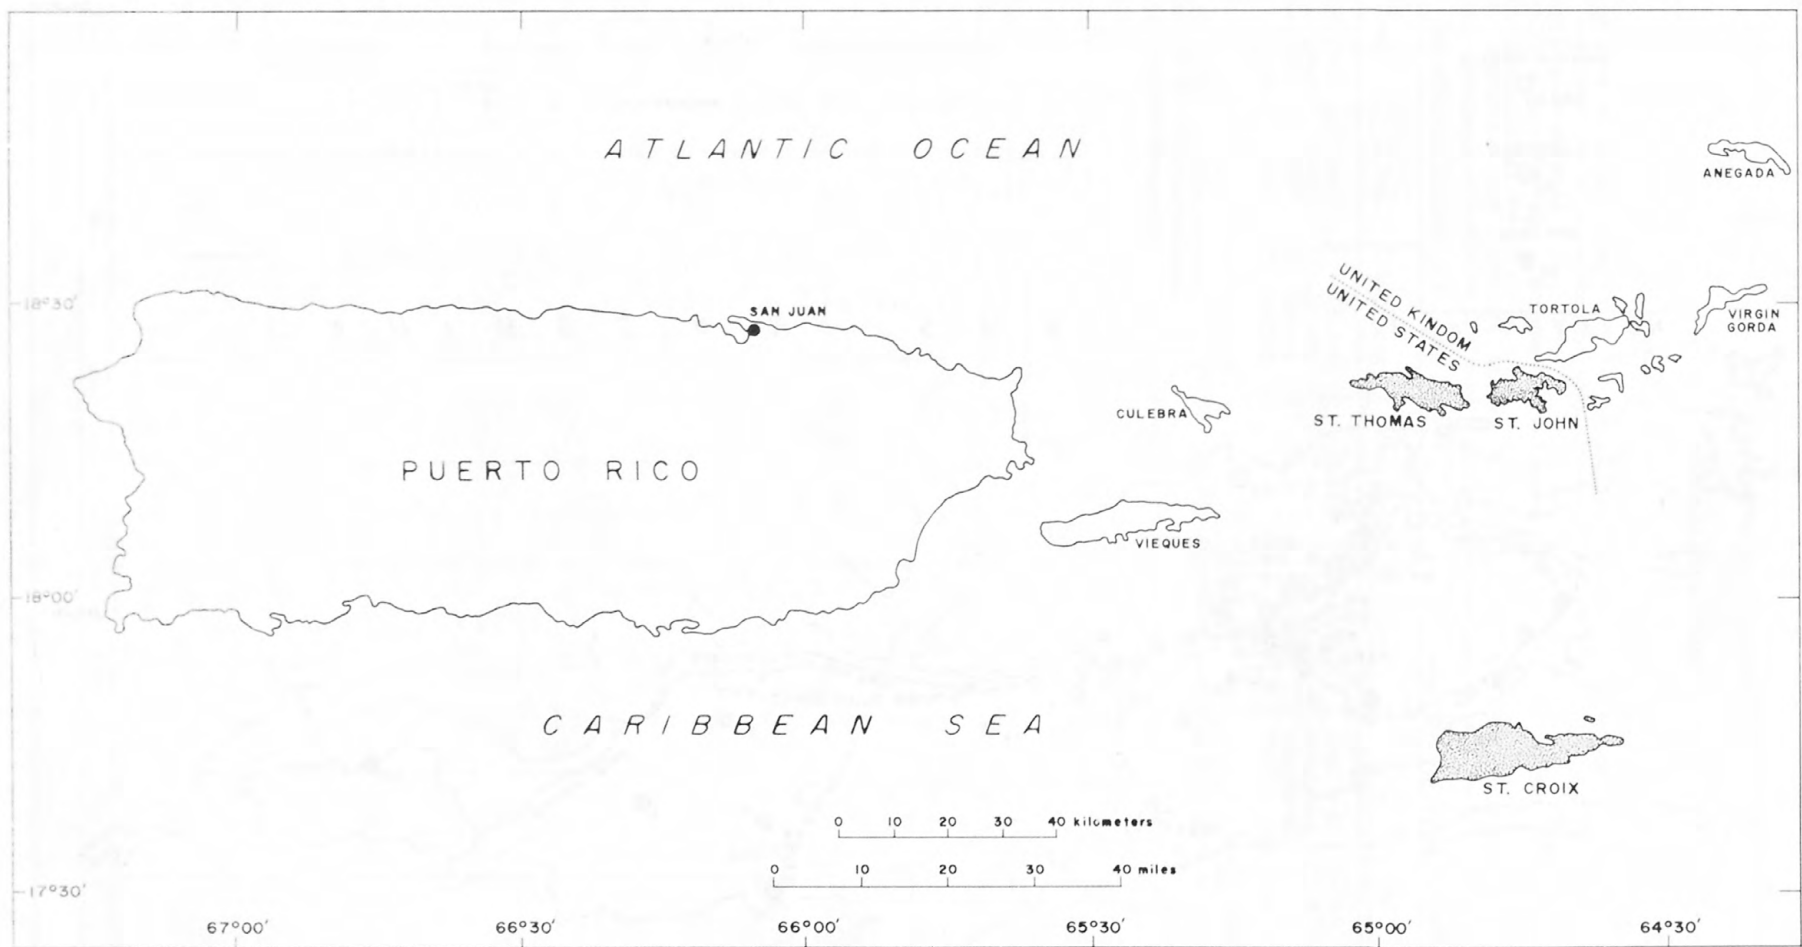 ATLANTIC OCEAN
ANEGADA
UNITED KINDOM
UNITED STATES
18°30'
SAN JUAN
TORTOLA
VIRGIN
GORDA
CULEBRA
ST. THOMAS
ST. JOHN
PUERTO RICO
VIEQUES
18°00'
CARIBBEAN SEA
ST. CROIX
0 10 20 30 40 kilometers
0 10 20 30 40 miles
17°30'
67°00' 66°30' 66°00' 65°30' 65°00' 64°30'